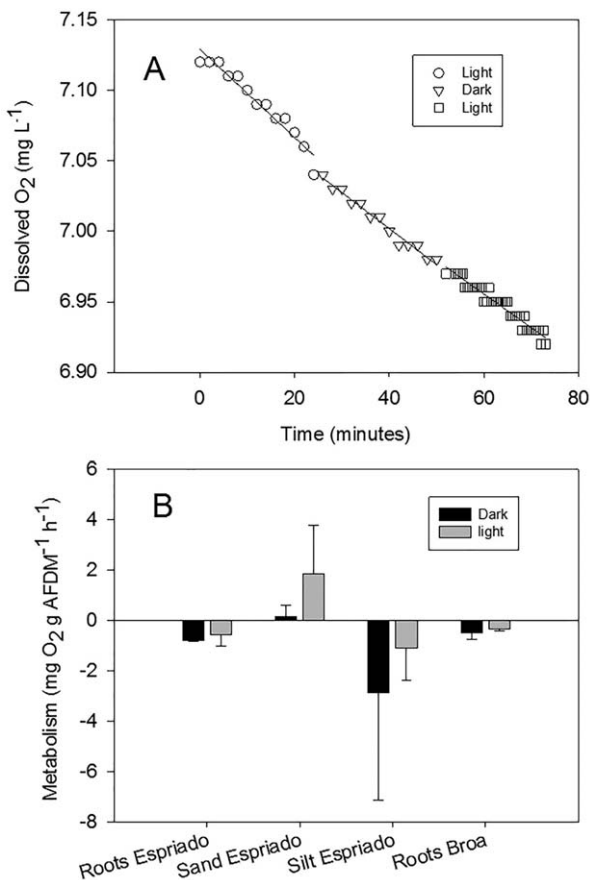 7.15
A
Light
Dark
Light
7.10
7.05
7.00
6.95
6.90
Dissolved O2 (mg L-1)
0 20 40 60 80
Time (minutes)
6
B
Dark
light
4
2
0
-2
-4
-6
-8
Metabolism (mg O2 g AFDM-1 h-1)
Roots Espriado
Sand Espriado
Silt Espriado
Roots Broa